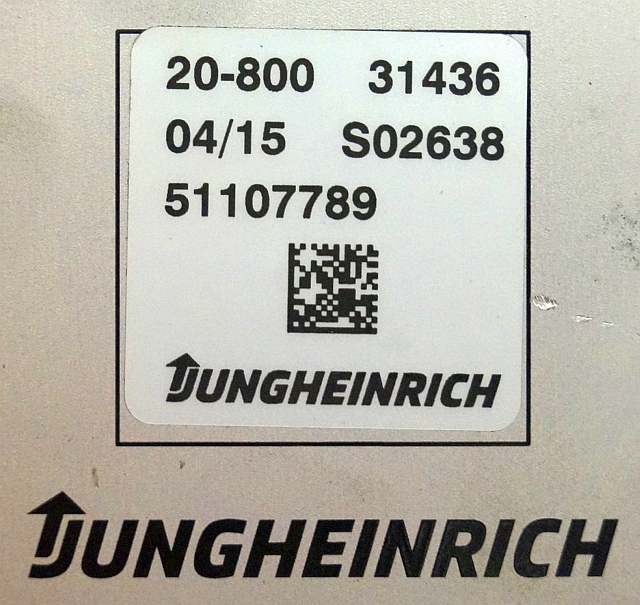 20-800 31436
04/15 S02638
51107789
JUNGHEINRICH
JUNGHEINRICH